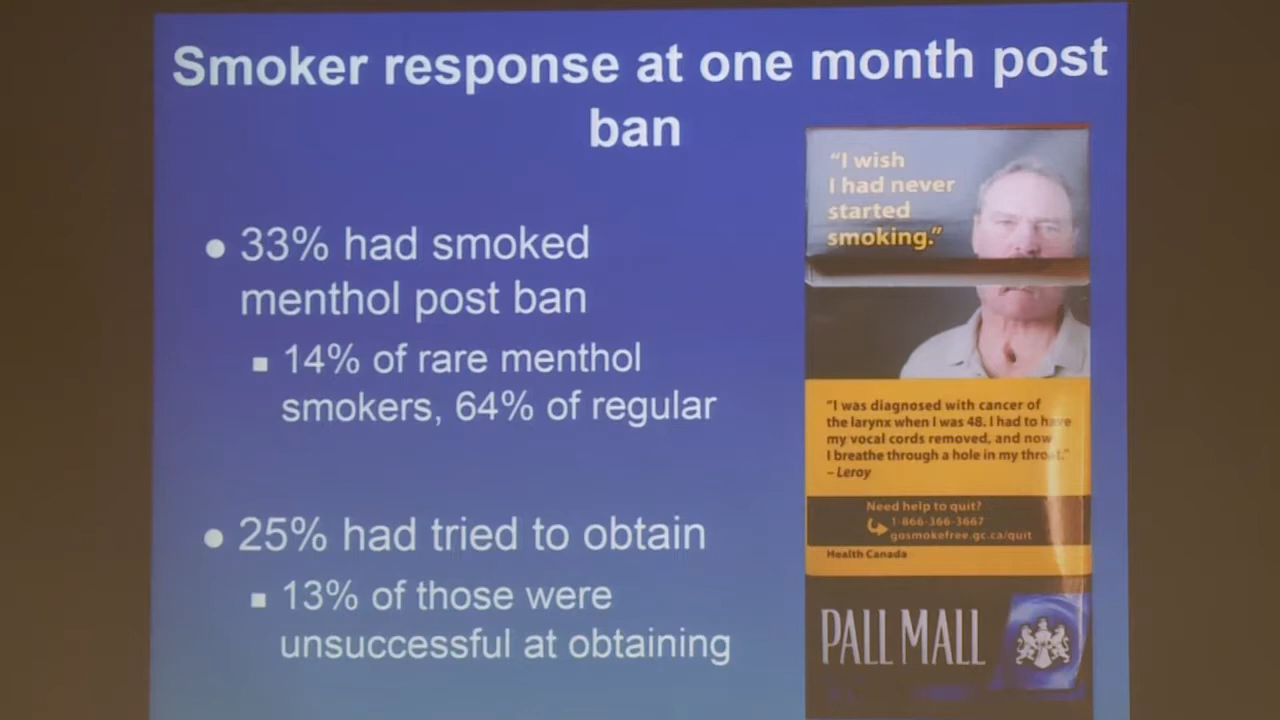 Smoker response at one month post
ban
● 33% had smoked
menthol post ban
▪ 14% of rare menthol
smokers, 64% of regular
● 25% had tried to obtain
▪ 13% of those were
unsuccessful at obtaining
“I wish
I had never
started
smoking.”
“I was diagnosed with cancer of
the larynx when I was 48. I had to have
my vocal cords removed, and now
I breathe through a hole in my throat.”
– Leroy
Need help to quit?
1-866-366-3667
gosmokefree.gc.ca/quit
Health Canada
PALL MALL